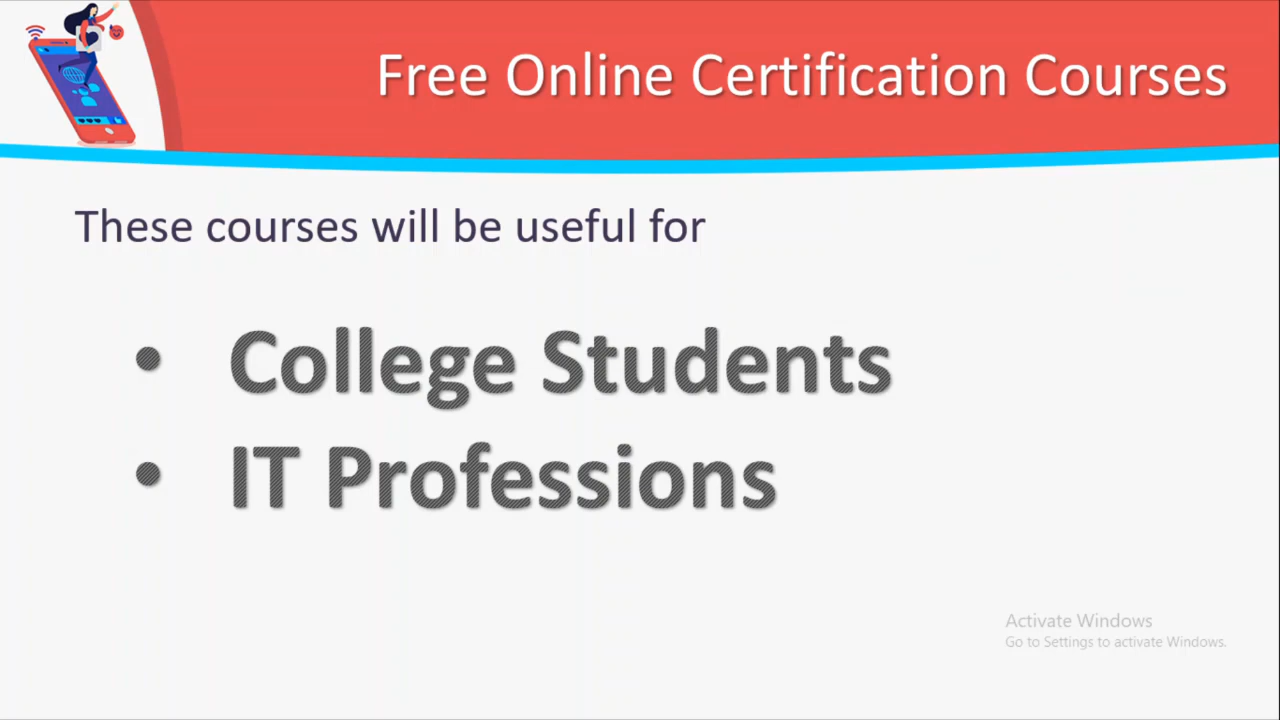 Free Online Certification Courses
These courses will be useful for
• College Students
• IT Professions
Activate Windows
Go to Settings to activate Windows.